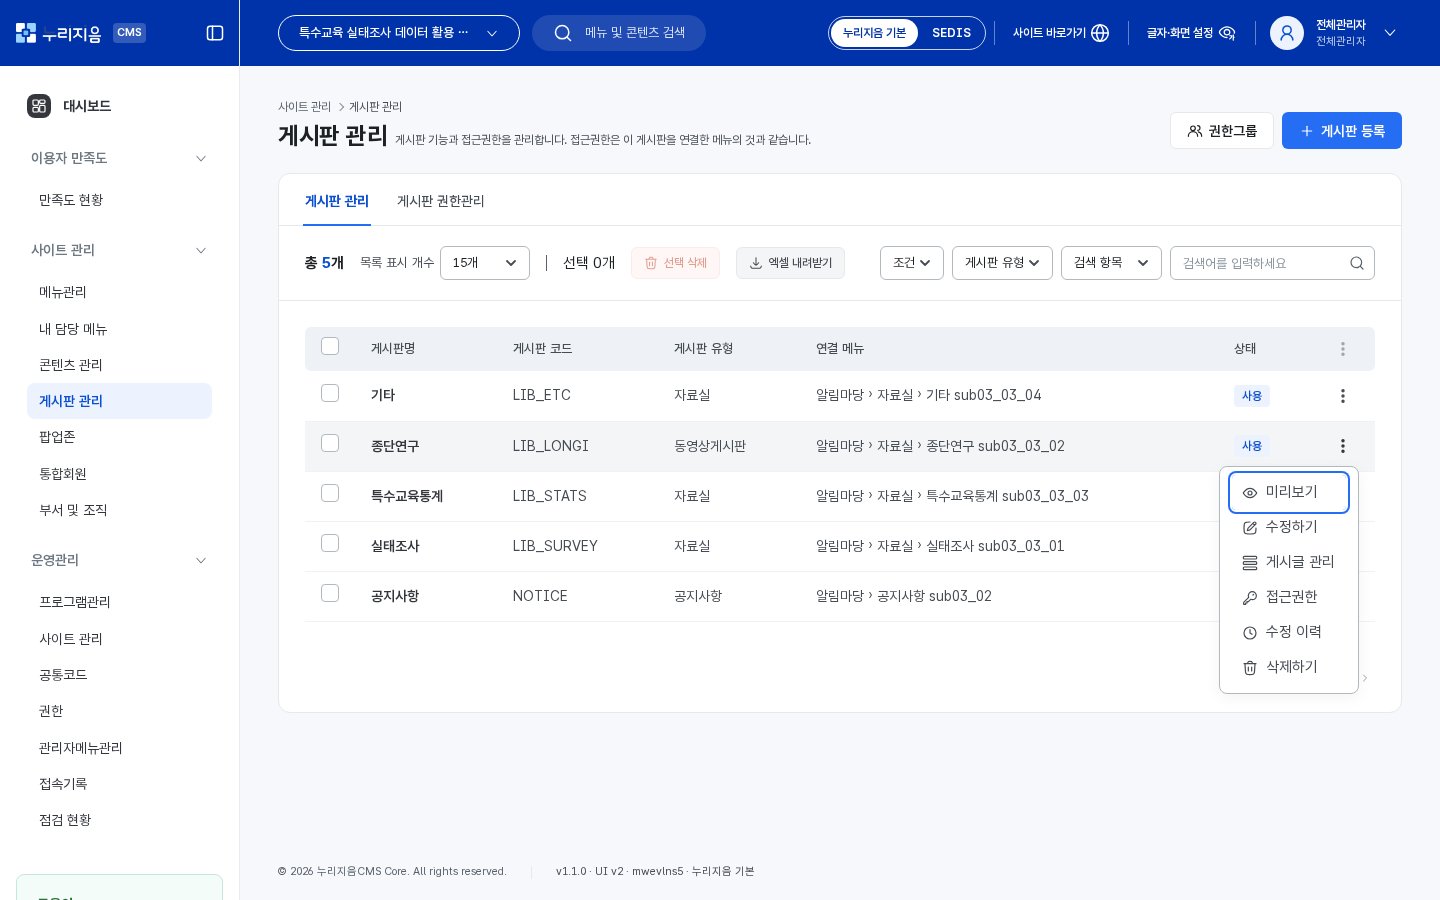 누리지음 CMS
특수교육 실태조사 데이터 활용 ···
메뉴 및 콘텐츠 검색
누리지음 기본 SEDIS
사이트 바로가기
글자·화면 설정
전체관리자
전체관리자
대시보드
이용자 만족도
만족도 현황
사이트 관리
메뉴관리
내 담당 메뉴
콘텐츠 관리
게시판 관리
팝업존
통합회원
부서 및 조직
운영관리
프로그램관리
사이트 관리
공통코드
권한
관리자메뉴관리
접속기록
점검 현황
사이트 관리 > 게시판 관리
게시판 관리 게시판 기능과 접근권한을 관리합니다. 접근권한은 이 게시판을 연결한 메뉴의 것과 같습니다.
권한그룹
게시판 등록
게시판 관리 게시판 권한관리
총 5개 목록 표시 개수 15개 선택 0개 선택 삭제 엑셀 내려받기 조건 게시판 유형 검색 항목 검색어를 입력하세요
게시판명 게시판 코드 게시판 유형 연결 메뉴 상태
기타 LIB_ETC 자료실 알림마당 › 자료실 › 기타 sub03_03_04 사용
종단연구 LIB_LONGI 동영상게시판 알림마당 › 자료실 › 종단연구 sub03_03_02 사용
특수교육통계 LIB_STATS 자료실 알림마당 › 자료실 › 특수교육통계 sub03_03_03
실태조사 LIB_SURVEY 자료실 알림마당 › 자료실 › 실태조사 sub03_03_01
공지사항 NOTICE 공지사항 알림마당 › 공지사항 sub03_02
미리보기
수정하기
게시글 관리
접근권한
수정 이력
삭제하기
© 2026 누리지음CMS Core. All rights reserved.
v1.1.0 · UI v2 · mwevlns5 · 누리지음 기본